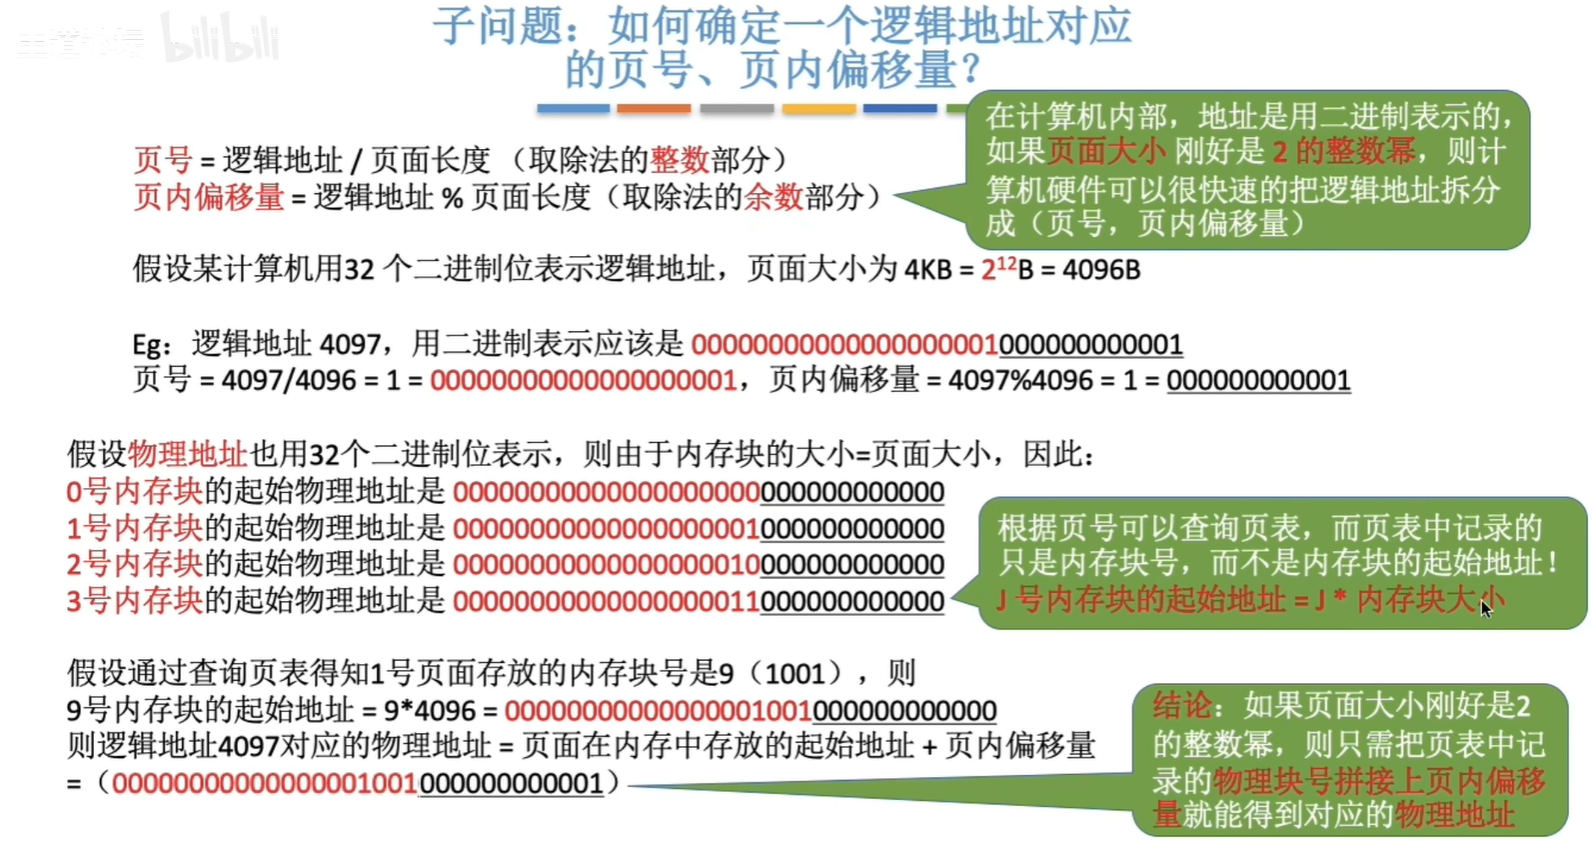 bilibili
子问题：如何确定一个逻辑地址对应
的页号、页内偏移量？
在计算机内部，地址是用二进制表示的，
如果页面大小 刚好是 2 的整数幂，则计
算机硬件可以很快速的把逻辑地址拆分
成（页号，页内偏移量）
页号 = 逻辑地址 / 页面长度 （取除法的整数部分）
页内偏移量 = 逻辑地址 % 页面长度（取除法的余数部分）
假设某计算机用32 个二进制位表示逻辑地址，页面大小为 4KB = 2¹²B = 4096B
Eg：逻辑地址 4097，用二进制表示应该是 00000000000000000001000000000001
页号 = 4097/4096 = 1 = 00000000000000000001，页内偏移量 = 4097%4096 = 1 = 000000000001
假设物理地址也用32个二进制位表示，则由于内存块的大小=页面大小，因此：
0号内存块的起始物理地址是 00000000000000000000000000000000
1号内存块的起始物理地址是 00000000000000000001000000000000
2号内存块的起始物理地址是 00000000000000000010000000000000
3号内存块的起始物理地址是 00000000000000000011000000000000
根据页号可以查询页表，而页表中记录的
只是内存块号，而不是内存块的起始地址！
J 号内存块的起始地址 = J * 内存块大小
假设通过查询页表得知1号页面存放的内存块号是9（1001），则
9号内存块的起始地址 = 9*4096 = 00000000000000001001000000000000
则逻辑地址4097对应的物理地址 = 页面在内存中存放的起始地址 + 页内偏移量
=（00000000000000001001000000000001）
结论：如果页面大小刚好是2
的整数幂，则只需把页表中记
录的物理块号拼接上页内偏移
量就能得到对应的物理地址